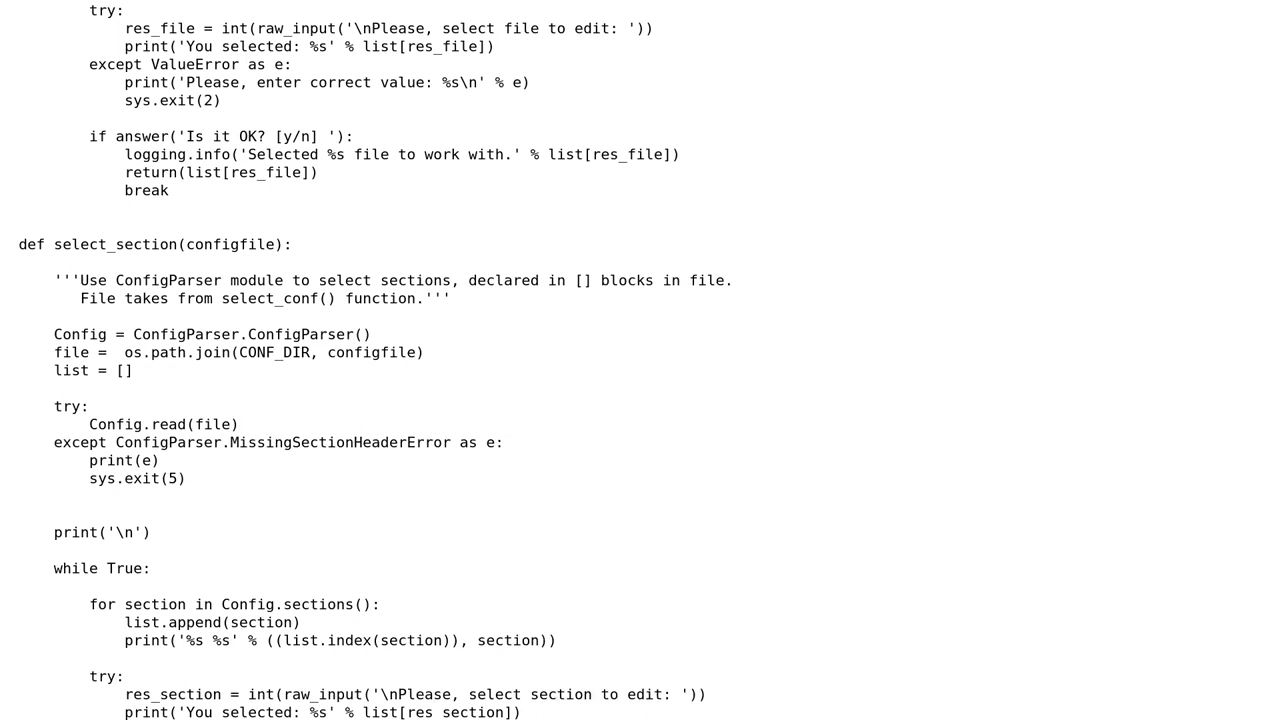 try:
res_file = int(raw_input('\nPlease, select file to edit: '))
print('You selected: %s' % list[res_file])
except ValueError as e:
print('Please, enter correct value: %s\n' % e)
sys.exit(2)
if answer('Is it OK? [y/n] '):
logging.info('Selected %s file to work with.' % list[res_file])
return(list[res_file])
break
def select_section(configfile):
'''Use ConfigParser module to select sections, declared in [] blocks in file.
File takes from select_conf() function.'''
Config = ConfigParser.ConfigParser()
file =  os.path.join(CONF_DIR, configfile)
list = []
try:
Config.read(file)
except ConfigParser.MissingSectionHeaderError as e:
print(e)
sys.exit(5)
print('\n')
while True:
for section in Config.sections():
list.append(section)
print('%s %s' % ((list.index(section)), section))
try:
res_section = int(raw_input('\nPlease, select section to edit: '))
print('You selected: %s' % list[res_section])